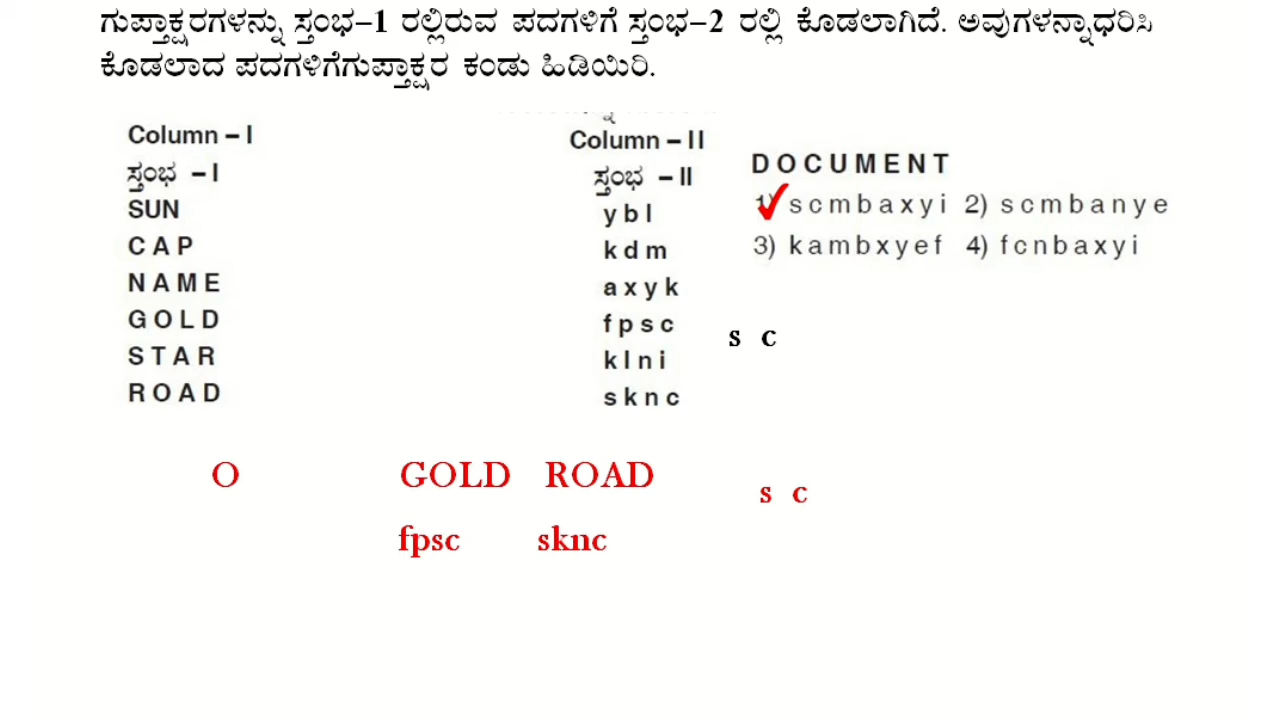 ಗುಪ್ತಾಕ್ಷರಗಳನ್ನು ಸ್ತಂಭ-1 ರಲ್ಲಿರುವ ಪದಗಳಿಗೆ ಸ್ತಂಭ-2 ರಲ್ಲಿ ಕೊಡಲಾಗಿದೆ. ಅವುಗಳನ್ನಾಧರಿಸಿ
ಕೊಡಲಾದ ಪದಗಳಿಗೆಗುಪ್ತಾಕ್ಷರ ಕಂಡು ಹಿಡಿಯಿರಿ.
Column – I
ಸ್ತಂಭ – I
SUN
CAP
NAME
GOLD
STAR
ROAD
Column – II
ಸ್ತಂಭ – II
ybl
kdm
axyk
fpsc
klni
sknc
DOCUMENT
1) scmbaxyi 2) scmbanye
3) kambxyef 4) fcnbaxyi
s c
O GOLD ROAD
s c
fpsc sknc